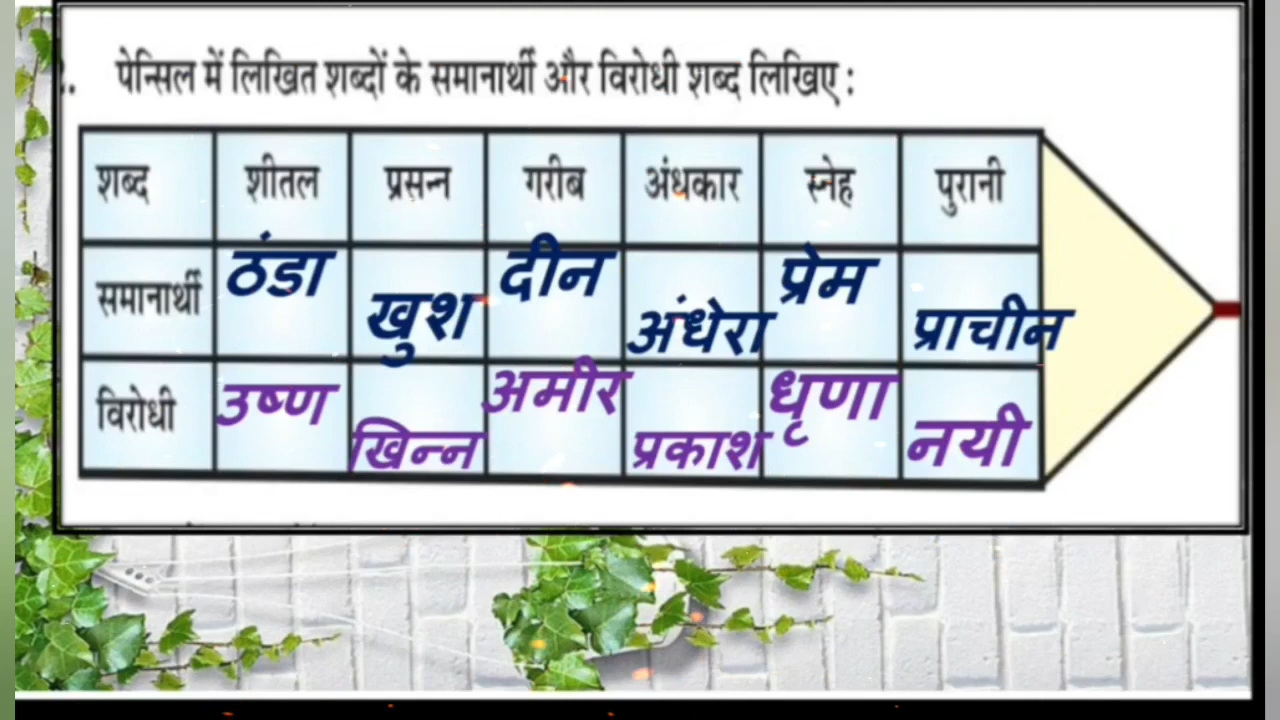 पेन्सिल में लिखित शब्दों के समानार्थी और विरोधी शब्द लिखिए :
शब्द शीतल प्रसन्न गरीब अंधकार स्नेह पुरानी
समानार्थी ठंडा खुश दीन अंधेरा प्रेम प्राचीन
विरोधी उष्ण खिन्न अमीर प्रकाश धृणा नयी